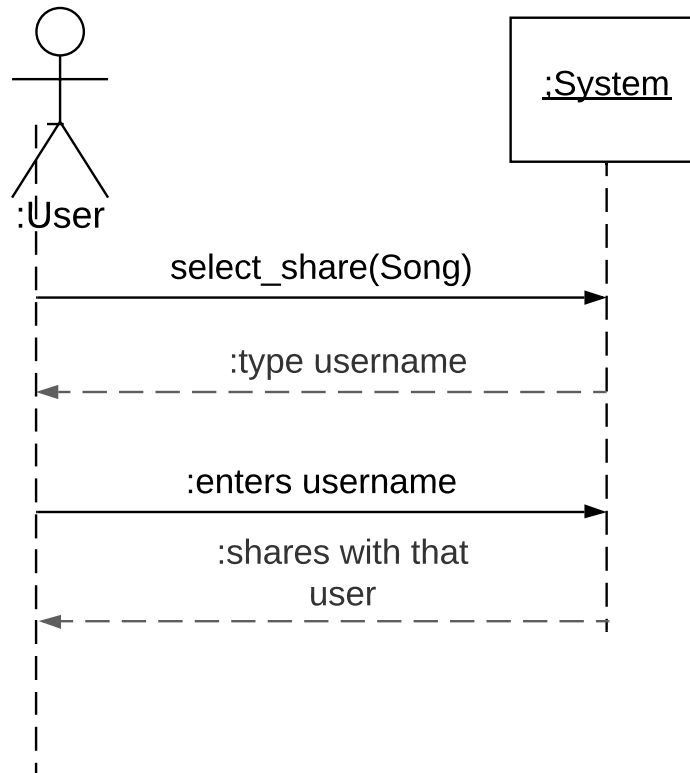 ;System
:User
select_share(Song)
:type username
:enters username
:shares with that
user